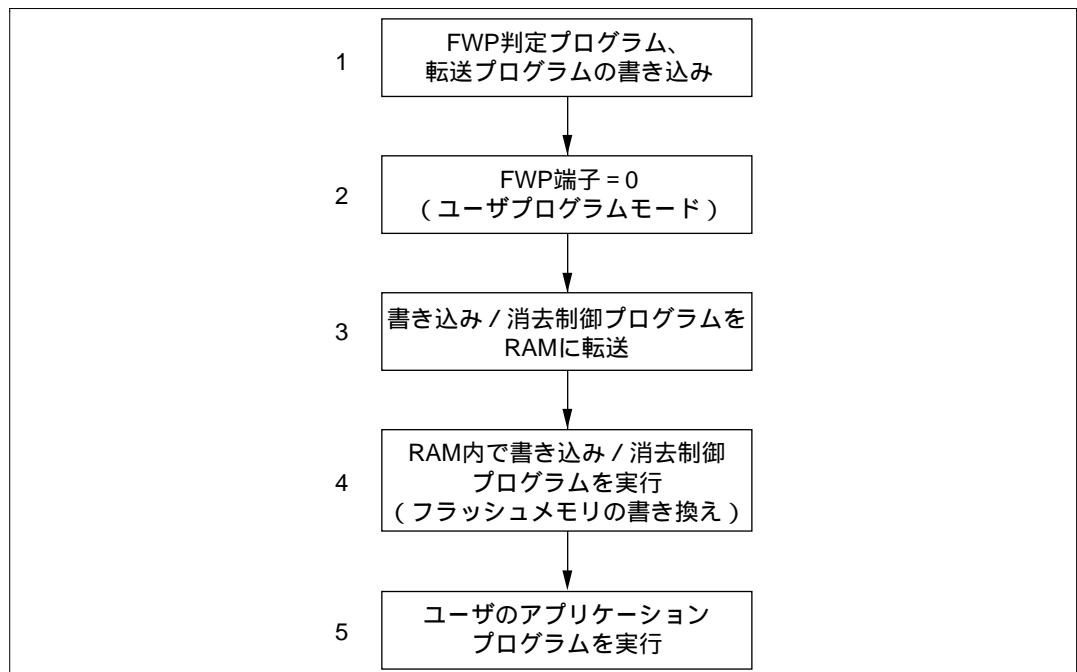 1
FWP判定プログラム、
転送プログラムの書き込み
2
FWP端子 = 0
( ユーザプログラムモード )
3
書き込み / 消去制御プログラムを
RAMに転送
4
RAM内で書き込み / 消去制御
プログラムを実行
( フラッシュメモリの書き換え )
5
ユーザのアプリケーション
プログラムを実行